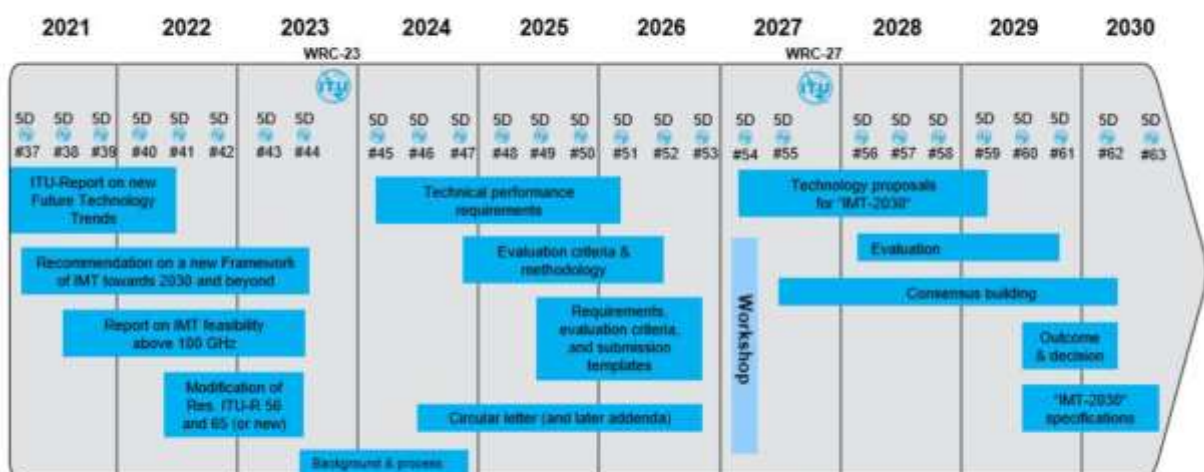 2021 2022 2023 2024 2025 2026 2027 2028 2029 2030
WRC-23 WRC-27
ITU ITU
5D 5D 5D 5D 5D 5D 5D 5D 5D 5D 5D 5D 5D 5D 5D 5D 5D 5D 5D 5D 5D 5D 5D 5D 5D 5D 5D
#37 #38 #39 #40 #41 #42 #43 #44 #45 #46 #47 #48 #49 #50 #51 #52 #53 #54 #55 #56 #57 #58 #59 #60 #61 #62 #63
ITU-Report on new
Future Technology
Trends
Technical performance
requirements
Technology proposals
for "IMT-2030"
Recommendation on a new Framework
of IMT towards 2030 and beyond
Evaluation criteria &
methodology
Evaluation
Consensus building
Report on IMT feasibility
above 100 GHz
Requirements,
evaluation criteria,
and submission
templates
Workshop
Outcome
& decision
Modification of
Res. ITU-R 56
and 65 (or new)
Circular letter (and later addenda)
"IMT-2030"
specifications
Background & process